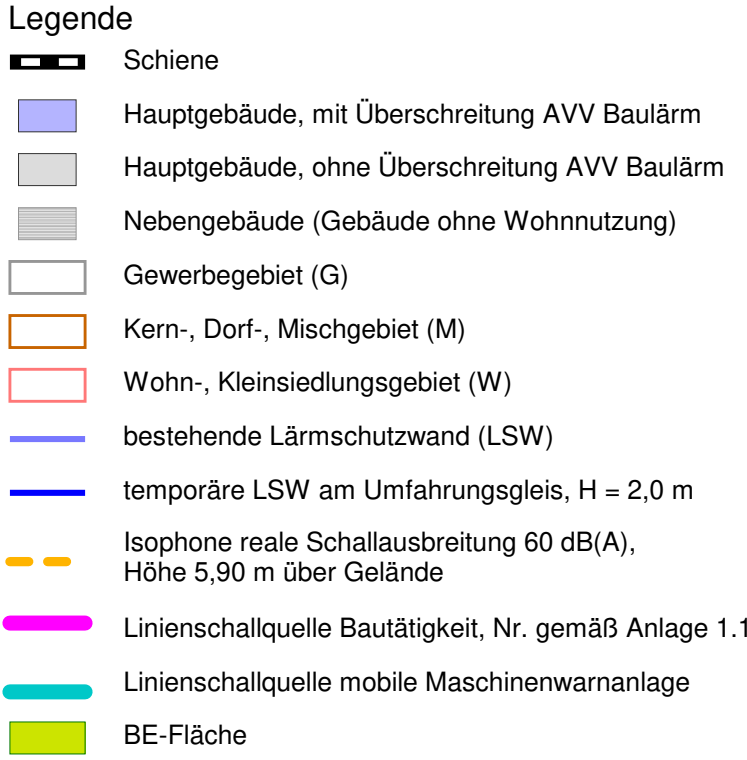 Legende
Schiene
Hauptgebäude, mit Überschreitung AVV Baulärm
Hauptgebäude, ohne Überschreitung AVV Baulärm
Nebengebäude (Gebäude ohne Wohnnutzung)
Gewerbegebiet (G)
Kern-, Dorf-, Mischgebiet (M)
Wohn-, Kleinsiedlungsgebiet (W)
bestehende Lärmschutzwand (LSW)
temporäre LSW am Umfahrungsgleis, H = 2,0 m
Isophone reale Schallausbreitung 60 dB(A),
Höhe 5,90 m über Gelände
Linienschallquelle Bautätigkeit, Nr. gemäß Anlage 1.1
Linienschallquelle mobile Maschinenwarnanlage
BE-Fläche